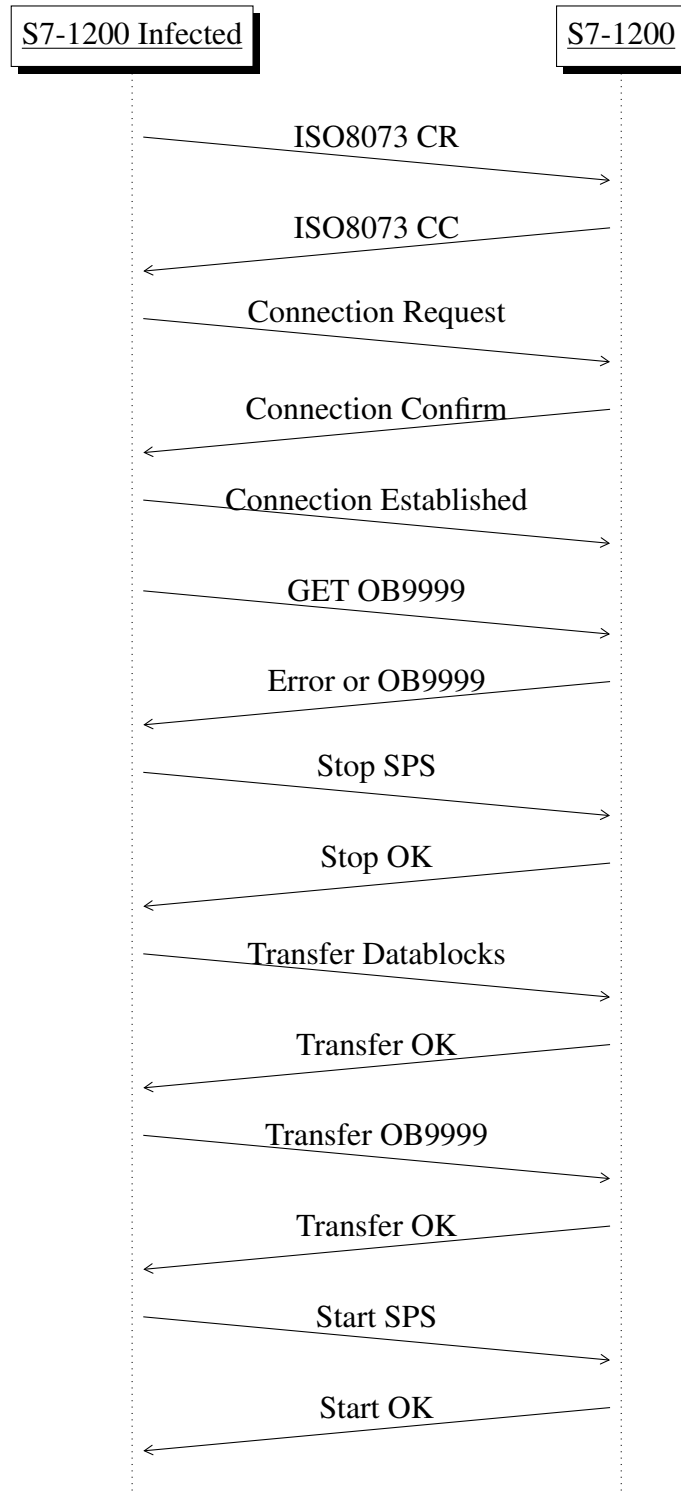 S7-1200 Infected
S7-1200
ISO8073 CR
ISO8073 CC
Connection Request
Connection Confirm
Connection Established
GET OB9999
Error or OB9999
Stop SPS
Stop OK
Transfer Datablocks
Transfer OK
Transfer OB9999
Transfer OK
Start SPS
Start OK